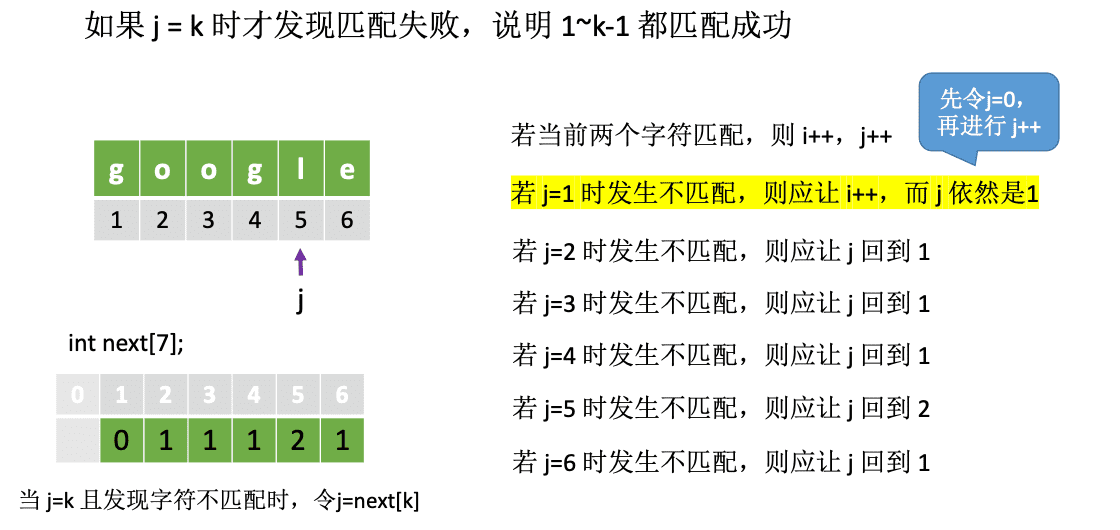 如果 j = k 时才发现匹配失败，说明 1~k-1 都匹配成功
先令j=0，
再进行 j++
若当前两个字符匹配，则 i++，j++
若 j=1 时发生不匹配，则应让 i++，而 j 依然是1
若 j=2 时发生不匹配，则应让 j 回到 1
若 j=3 时发生不匹配，则应让 j 回到 1
若 j=4 时发生不匹配，则应让 j 回到 1
若 j=5 时发生不匹配，则应让 j 回到 2
若 j=6 时发生不匹配，则应让 j 回到 1
g o o g l e
1 2 3 4 5 6
j
int next[7];
0 1 2 3 4 5 6
0 1 1 1 2 1
当 j=k 且发现字符不匹配时，令j=next[k]